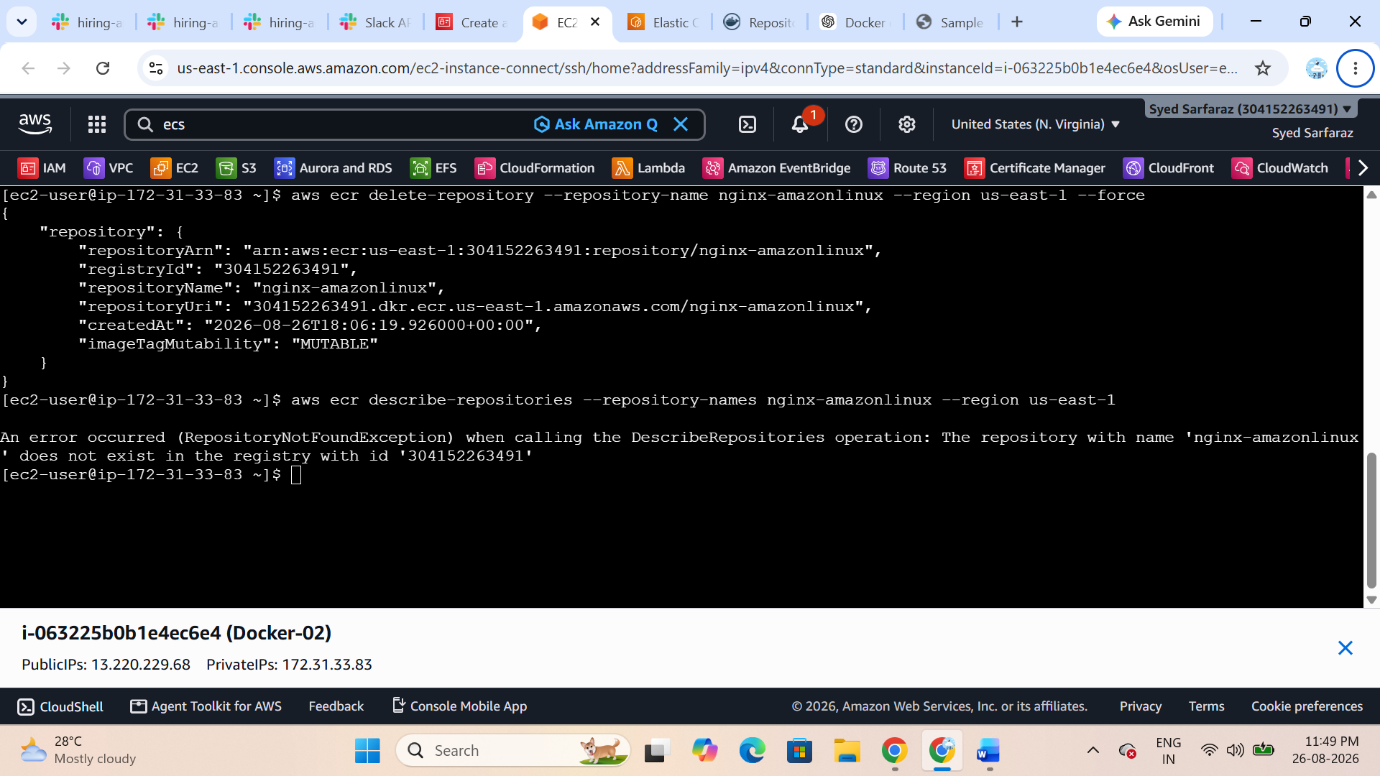 hiring-a
hiring-a
hiring-a
Slack AF
Create a
EC2
Elastic C
Reposit
Docker
Sample
Ask Gemini
us-east-1.console.aws.amazon.com/ec2-instance-connect/ssh/home?addressFamily=ipv4&connType=standard&instanceId=i-063225b0b1e4ec6e4&osUser=e...
aws
ecs
Ask Amazon Q
1
United States (N. Virginia)
Syed Sarfaraz (304152263491)
Syed Sarfaraz
IAM
VPC
EC2
S3
Aurora and RDS
EFS
CloudFormation
Lambda
Amazon EventBridge
Route 53
Certificate Manager
CloudFront
CloudWatch
[ec2-user@ip-172-31-33-83 ~]$ aws ecr delete-repository --repository-name nginx-amazonlinux --region us-east-1 --force
{
"repository": {
"repositoryArn": "arn:aws:ecr:us-east-1:304152263491:repository/nginx-amazonlinux",
"registryId": "304152263491",
"repositoryName": "nginx-amazonlinux",
"repositoryUri": "304152263491.dkr.ecr.us-east-1.amazonaws.com/nginx-amazonlinux",
"createdAt": "2026-08-26T18:06:19.926000+00:00",
"imageTagMutability": "MUTABLE"
}
}
[ec2-user@ip-172-31-33-83 ~]$ aws ecr describe-repositories --repository-names nginx-amazonlinux --region us-east-1
An error occurred (RepositoryNotFoundException) when calling the DescribeRepositories operation: The repository with name 'nginx-amazonlinux
' does not exist in the registry with id '304152263491'
[ec2-user@ip-172-31-33-83 ~]$
i-063225b0b1e4ec6e4 (Docker-02)
PublicIPs: 13.220.229.68 PrivateIPs: 172.31.33.83
CloudShell
Agent Toolkit for AWS
Feedback
Console Mobile App
© 2026, Amazon Web Services, Inc. or its affiliates.
Privacy
Terms
Cookie preferences
28°C
Mostly cloudy
Search
ENG
IN
11:49 PM
26-08-2026